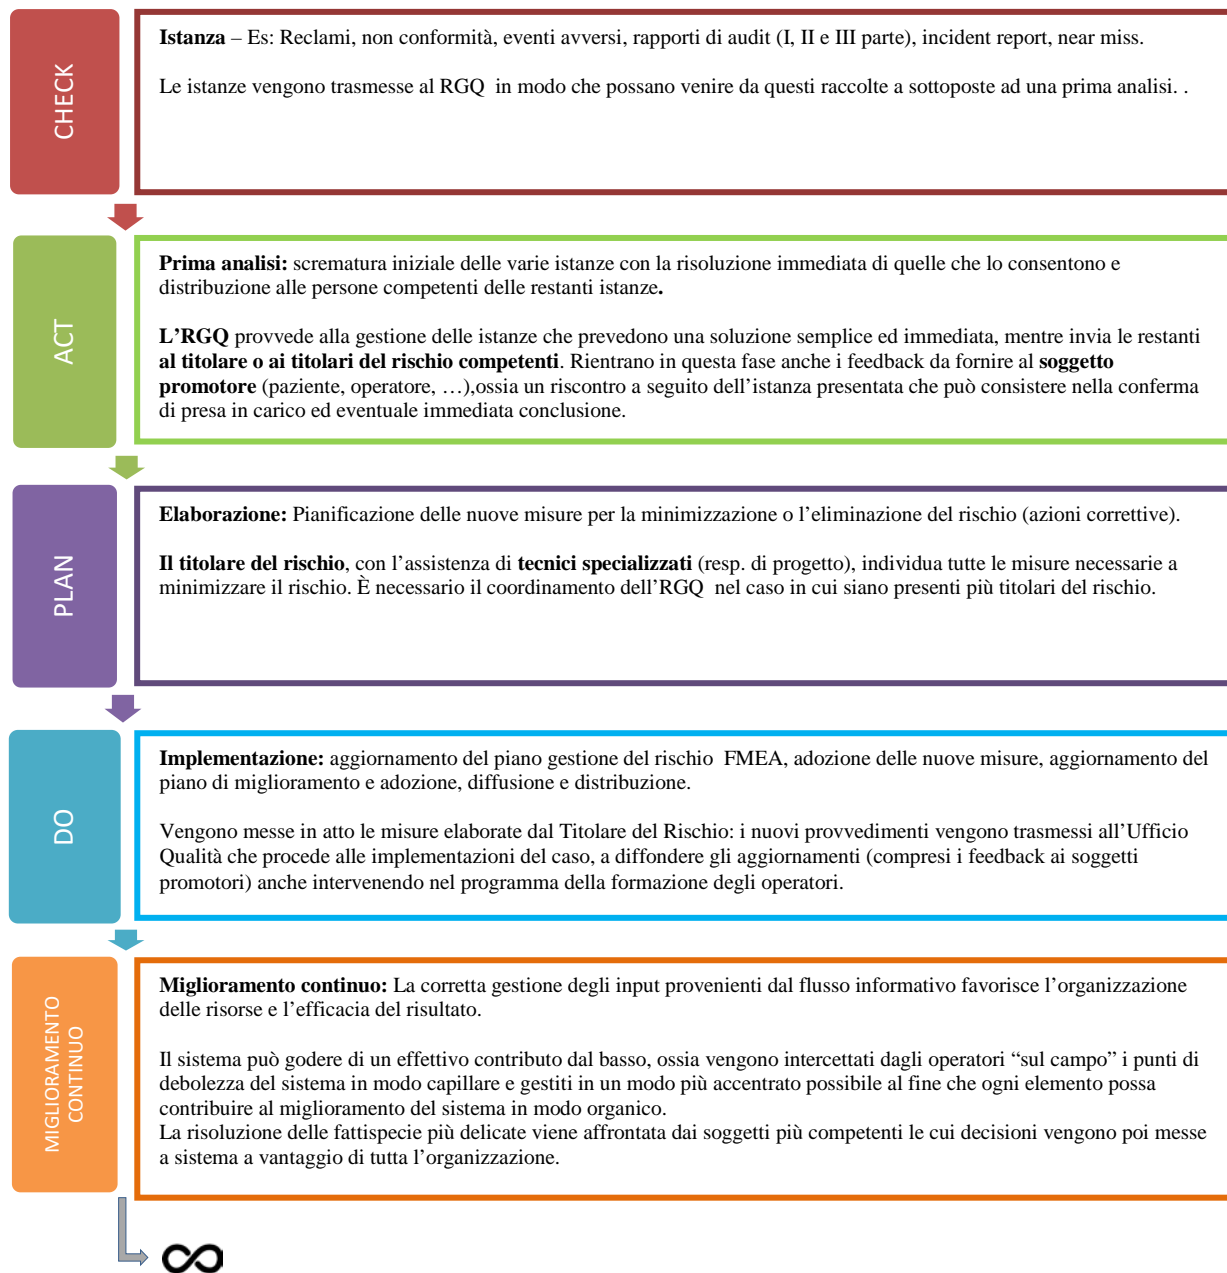 CHECK
Istanza – Es: Reclami, non conformità, eventi avversi, rapporti di audit (I, II e III parte), incident report, near miss.
Le istanze vengono trasmesse al RGQ in modo che possano venire da questi raccolte a sottoposte ad una prima analisi. .
ACT
Prima analisi: scrematura iniziale delle varie istanze con la risoluzione immediata di quelle che lo consentono e
distribuzione alle persone competenti delle restanti istanze.
L’RGQ provvede alla gestione delle istanze che prevedono una soluzione semplice ed immediata, mentre invia le restanti
al titolare o ai titolari del rischio competenti. Rientrano in questa fase anche i feedback da fornire al soggetto
promotore (paziente, operatore, …),ossia un riscontro a seguito dell’istanza presentata che può consistere nella conferma
di presa in carico ed eventuale immediata conclusione.
PLAN
Elaborazione: Pianificazione delle nuove misure per la minimizzazione o l’eliminazione del rischio (azioni correttive).
Il titolare del rischio, con l’assistenza di tecnici specializzati (resp. di progetto), individua tutte le misure necessarie a
minimizzare il rischio. È necessario il coordinamento dell’RGQ nel caso in cui siano presenti più titolari del rischio.
DO
Implementazione: aggiornamento del piano gestione del rischio FMEA, adozione delle nuove misure, aggiornamento del
piano di miglioramento e adozione, diffusione e distribuzione.
Vengono messe in atto le misure elaborate dal Titolare del Rischio: i nuovi provvedimenti vengono trasmessi all’Ufficio
Qualità che procede alle implementazioni del caso, a diffondere gli aggiornamenti (compresi i feedback ai soggetti
promotori) anche intervenendo nel programma della formazione degli operatori.
MIGLIORAMENTO
CONTINUO
Miglioramento continuo: La corretta gestione degli input provenienti dal flusso informativo favorisce l’organizzazione
delle risorse e l’efficacia del risultato.
Il sistema può godere di un effettivo contributo dal basso, ossia vengono intercettati dagli operatori “sul campo” i punti di
debolezza del sistema in modo capillare e gestiti in un modo più accentrato possibile al fine che ogni elemento possa
contribuire al miglioramento del sistema in modo organico.
La risoluzione delle fattispecie più delicate viene affrontata dai soggetti più competenti le cui decisioni vengono poi messe
a sistema a vantaggio di tutta l’organizzazione.
∞